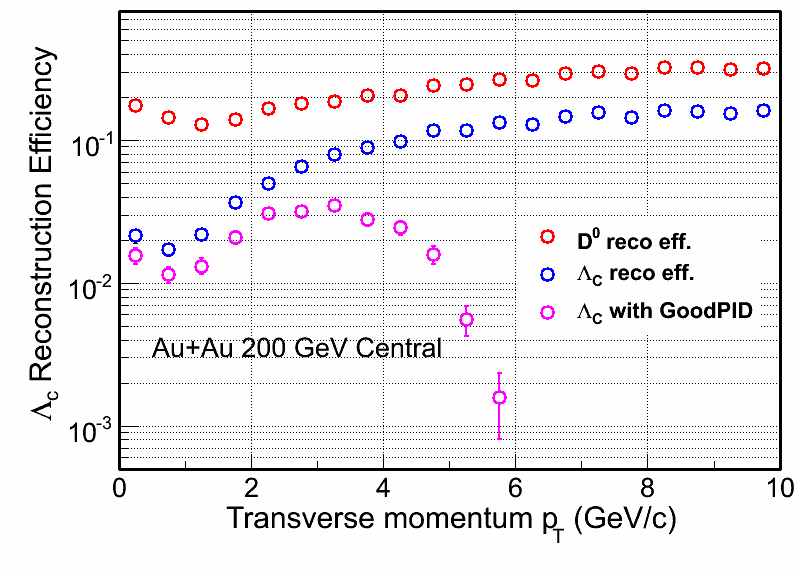 Λc Reconstruction Efficiency
10-1
10-2
10-3
D0 reco eff.
ΛC reco eff.
ΛC with GoodPID
Au+Au 200 GeV Central
0 2 4 6 8 10
Transverse momentum pT (GeV/c)